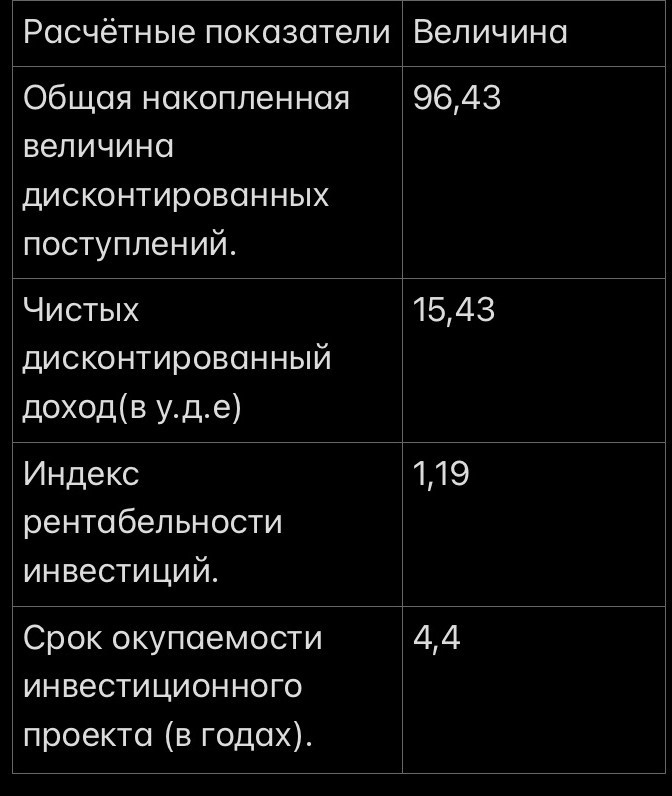 Расчётные показатели Величина
Общая накопленная 96,43
величина
дисконтированных
поступлений.
Чистых 15,43
дисконтированный
доход(в у.д.е)
Индекс 1,19
рентабельности
инвестиций.
Срок окупаемости 4,4
инвестиционного
проекта (в годах).